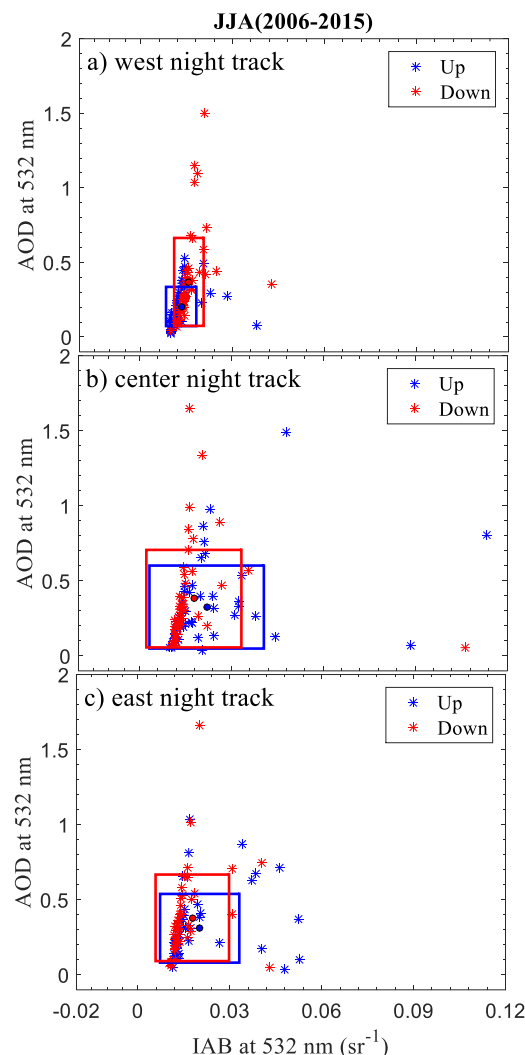 JJA(2006-2015)
2
a) west night track
Up
Down
1.5
1
0.5
0
AOD at 532 nm
2
b) center night track
Up
Down
1.5
1
0.5
0
AOD at 532 nm
2
c) east night track
Up
Down
1.5
1
0.5
0
AOD at 532 nm
-0.02 0 0.03 0.06 0.09 0.12
IAB at 532 nm (sr⁻¹)